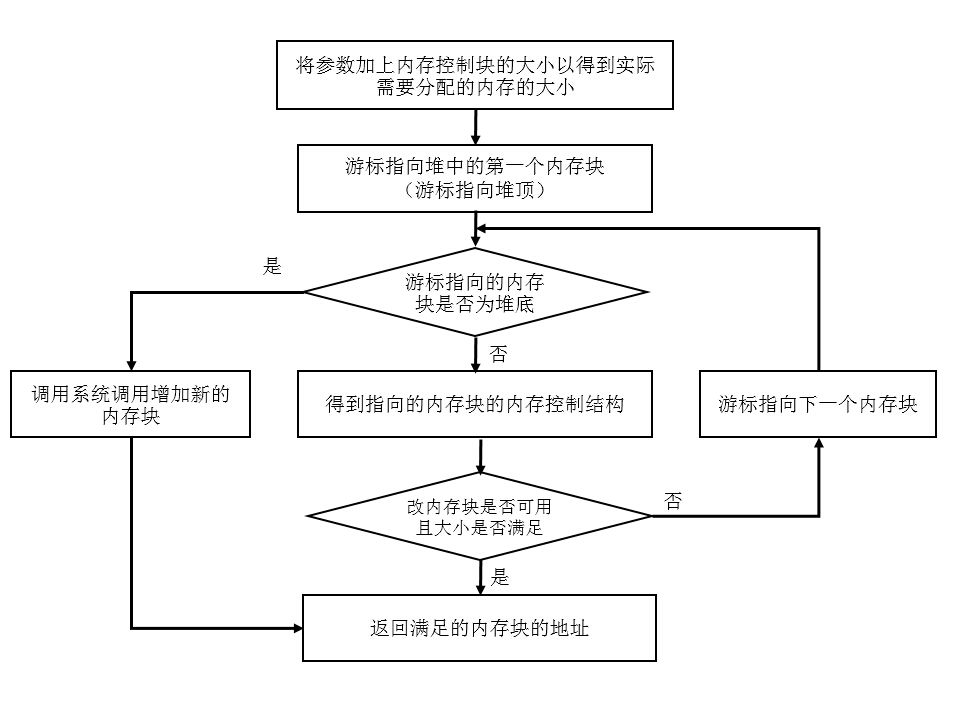 将参数加上内存控制块的大小以得到实际
需要分配的内存的大小
游标指向堆中的第一个内存块
（游标指向堆顶）
是
游标指向的内存
块是否为堆底
否
调用系统调用增加新的
内存块
得到指向的内存块的内存控制结构
游标指向下一个内存块
改内存块是否可用
且大小是否满足
否
是
返回满足的内存块的地址